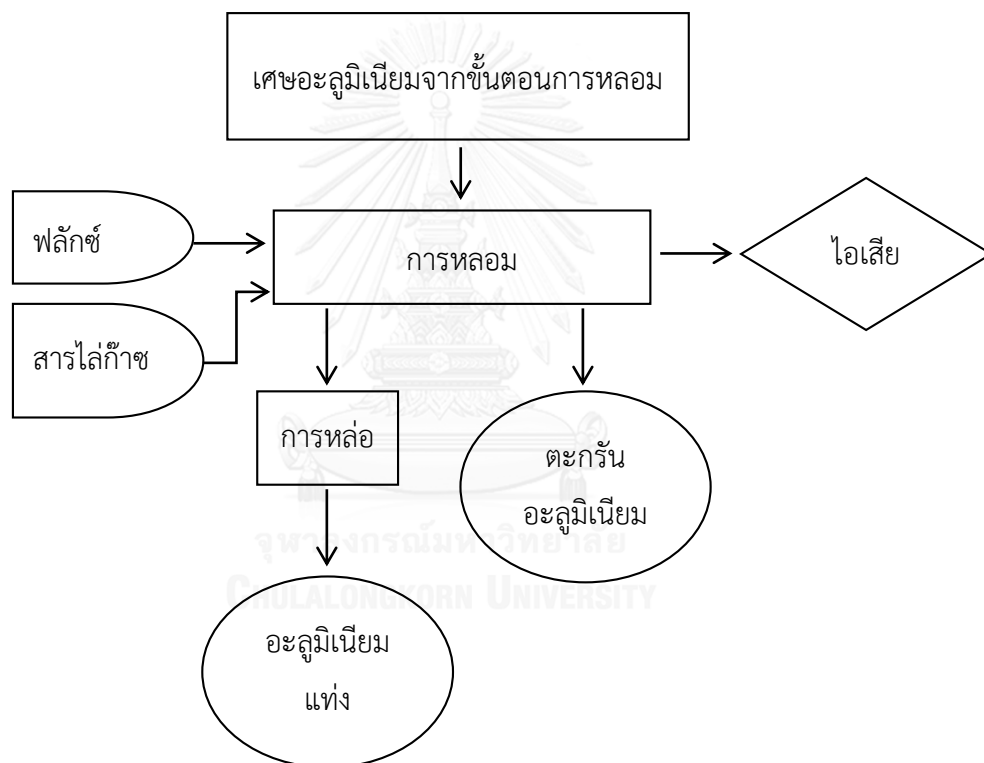 เศษอะลูมิเนียมจากขั้นตอนการหลอม
ฟลักซ์
การหลอม
ไอเสีย
สารไล่ก๊าซ
การหล่อ
ตะกรัน
อะลูมิเนียม
จุฬาลงกรณ์มหาวิทยาลัย
CHULALONGKORN UNIVERSITY
อะลูมิเนียม
แท่ง